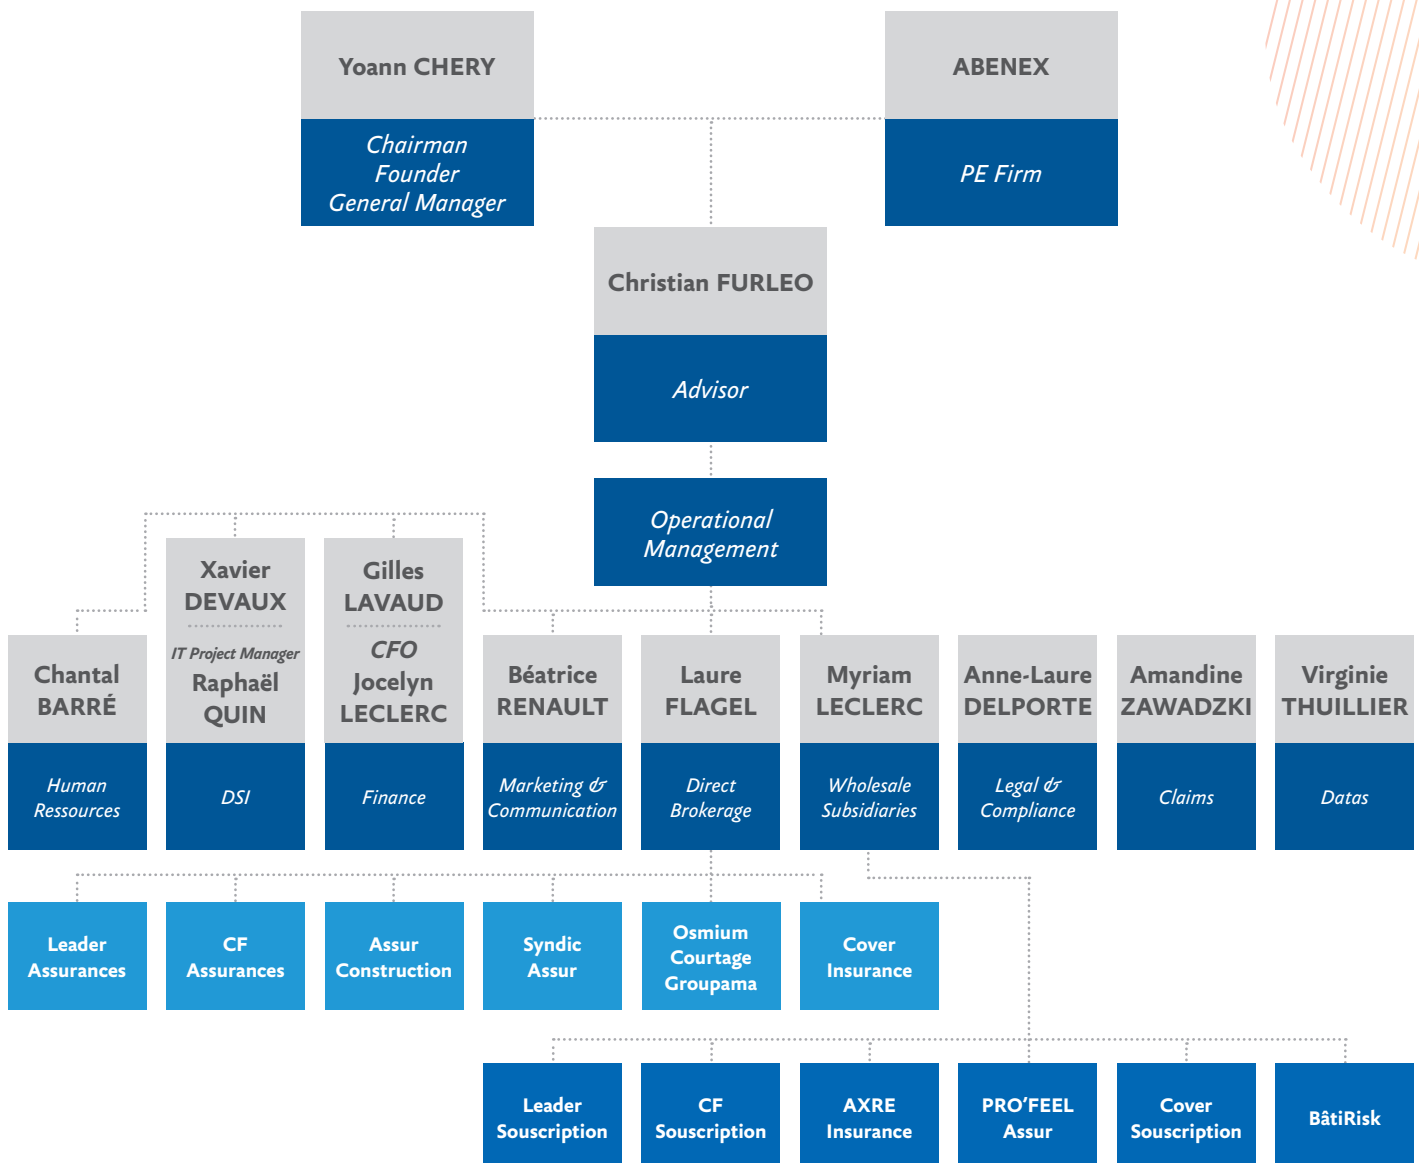 Yoann CHERY
Chairman
Founder
General Manager
ABENEX
PE Firm
Christian FURLEO
Advisor
Operational
Management
Chantal
BARRÉ
Human
Ressources
Xavier
DEVAUX
IT Project Manager
Raphaël
QUIN
DSI
Gilles
LAVAUD
CFO
Jocelyn
LECLERC
Finance
Béatrice
RENAULT
Marketing &
Communication
Laure
FLAGEL
Direct
Brokerage
Myriam
LECLERC
Wholesale
Subsidiaries
Anne-Laure
DELPORTE
Legal &
Compliance
Amandine
ZAWADZKI
Claims
Virginie
THUILLIER
Datas
Leader
Assurances
CF
Assurances
Assur
Construction
Syndic
Assur
Osmium
Courtage
Groupama
Cover
Insurance
Leader
Souscription
CF
Souscription
AXRE
Insurance
PRO’FEEL
Assur
Cover
Souscription
BâtiRisk